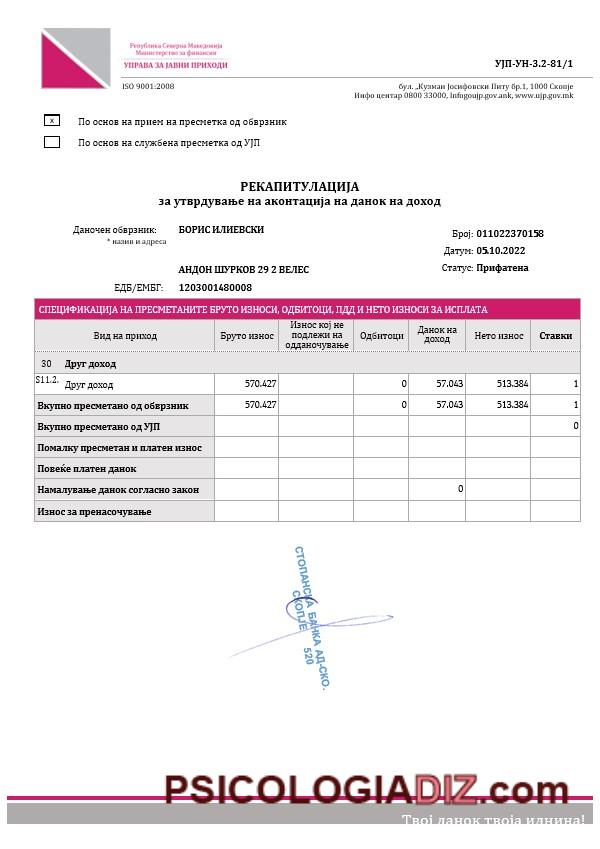 Република Северна Македонија
Министерство за финансии
УПРАВА ЗА ЈАВНИ ПРИХОДИ
УЈП-УН-3.2-81/1
ISO 9001:2008
бул. „Кузман Јосифовски Питу бр.1, 1000 Скопје
Инфо центар 0800 33000, Infogoujp.gov.ank, www.ujp.gov.mk
x По основ на прием на пресметка од обврзник
По основ на службена пресметка од УЈП
РЕКАПИТУЛАЦИЈА
за утврдување на аконтација на данок на доход
Даночен обврзник: БОРИС ИЛИЕВСКИ
* назив и адреса
Број: 011022370158
Датум: 05.10.2022
АНДОН ШУРКОВ 29 2 ВЕЛЕС
Статус: Прифатена
ЕДБ/ЕМБГ: 1203001480008
СПЕЦИФИКАЦИЈА НА ПРЕСМЕТАНИТЕ БРУТО ИЗНОСИ, ОДБИТОЦИ, ПДД И НЕТО ИЗНОСИ ЗА ИСПЛАТА
Вид на приход Бруто износ Износ кој не подлежи на оддано́чување Одбитоци Данок на доход Нето износ Ставки
30 Друг доход
S11.2. Друг доход 570.427 0 57.043 513.384 1
Вкупно пресметано од обврзник 570.427 0 57.043 513.384 1
Вкупно пресметано од УЈП 0
Помалку пресметан и платен износ
Повеќе платен данок
Намалување данок согласно закон 0
Износ за пренасочување
СТОПАНСКА БАНКА АД-СКО.
СКОПЈЕ 520
PSICOLOGIADIZ.com
Твој данок твоја иднина!